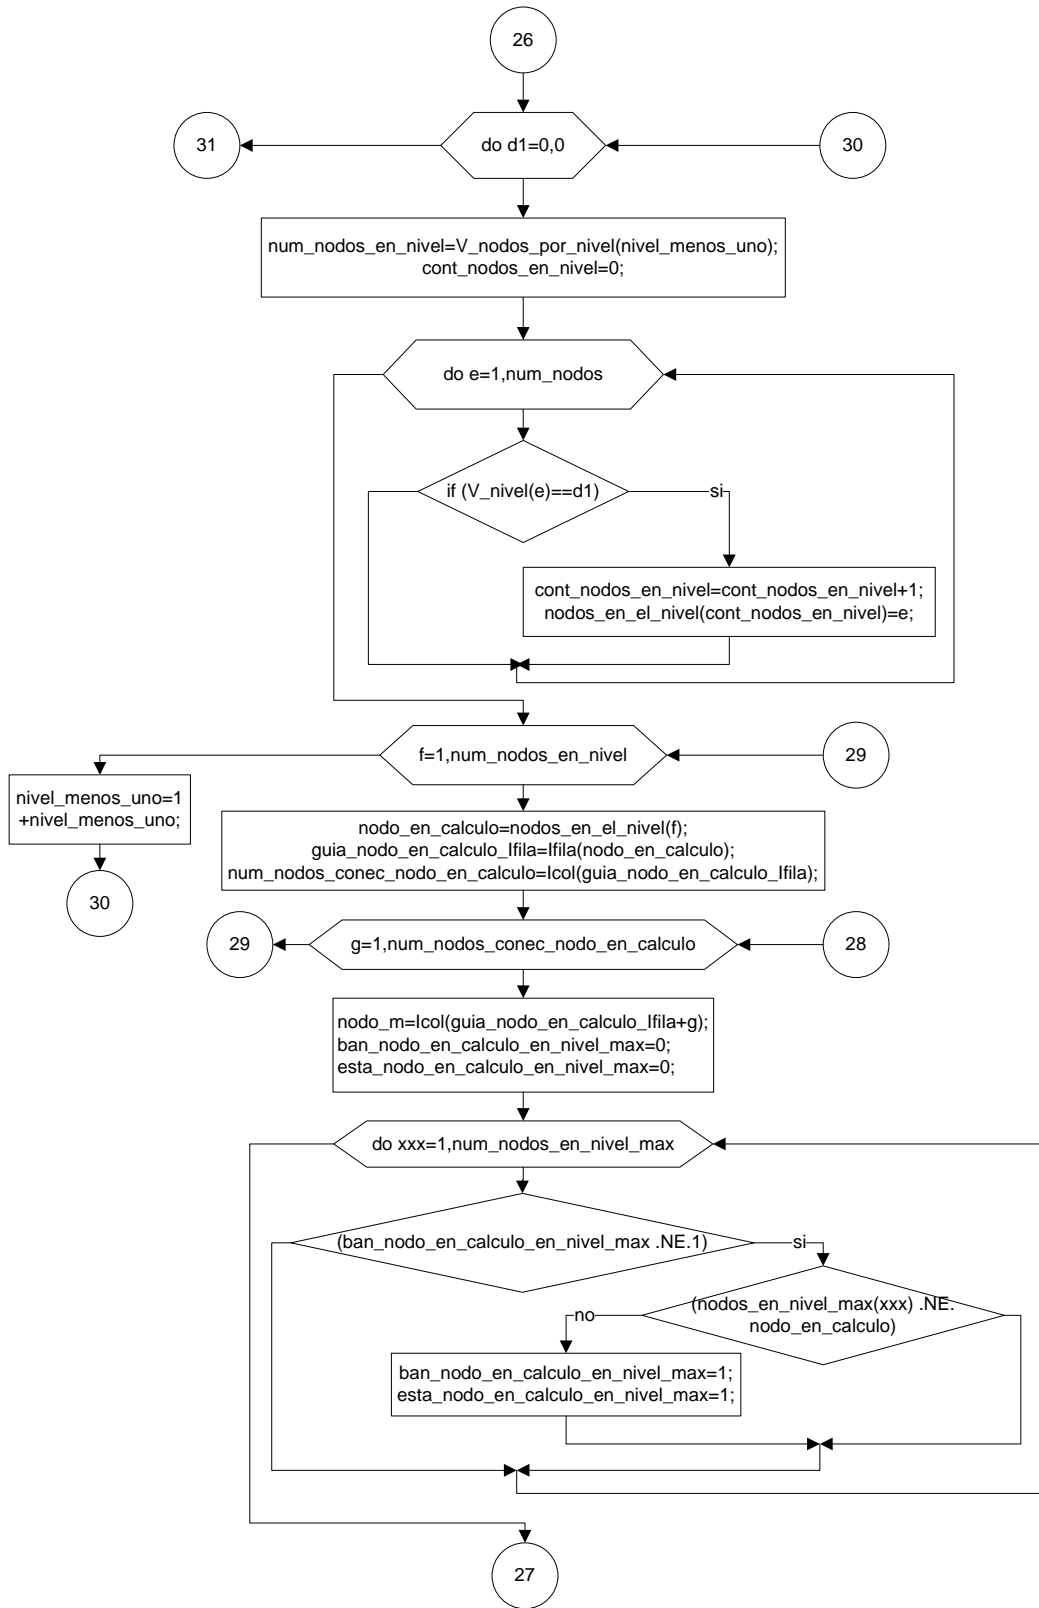 26
31
do d1=0,0
30
num_nodos_en_nivel=V_nodos_por_nivel(nivel_menos_uno);
cont_nodos_en_nivel=0;
do e=1,num_nodos
if (V_nivel(e)==d1)
si
cont_nodos_en_nivel=cont_nodos_en_nivel+1;
nodos_en_el_nivel(cont_nodos_en_nivel)=e;
f=1,num_nodos_en_nivel
29
nivel_menos_uno=1
+nivel_menos_uno;
30
nodo_en_calculo=nodos_en_el_nivel(f);
guia_nodo_en_calculo_Ifila=Ifila(nodo_en_calculo);
num_nodos_conec_nodo_en_calculo=Icol(guia_nodo_en_calculo_Ifila);
29
g=1,num_nodos_conec_nodo_en_calculo
28
nodo_m=Icol(guia_nodo_en_calculo_Ifila+g);
ban_nodo_en_calculo_en_nivel_max=0;
esta_nodo_en_calculo_en_nivel_max=0;
do xxx=1,num_nodos_en_nivel_max
(ban_nodo_en_calculo_en_nivel_max .NE.1)
si
(nodos_en_nivel_max(xxx) .NE.
nodo_en_calculo)
no
ban_nodo_en_calculo_en_nivel_max=1;
esta_nodo_en_calculo_en_nivel_max=1;
27